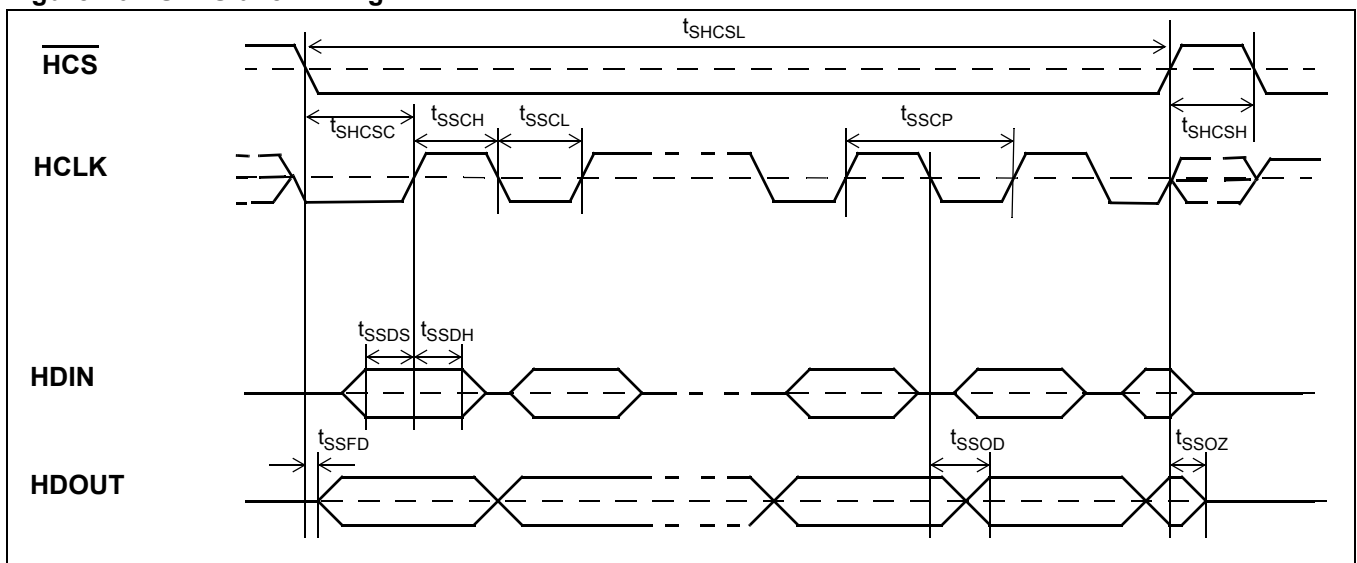 tSHCSL
HCS
tSHCSC
tSSCH
tSSCL
tSSCP
tSHCSH
HCLK
tSSDS
tSSDH
HDIN
tSSFD
tSSOD
tSSOZ
HDOUT